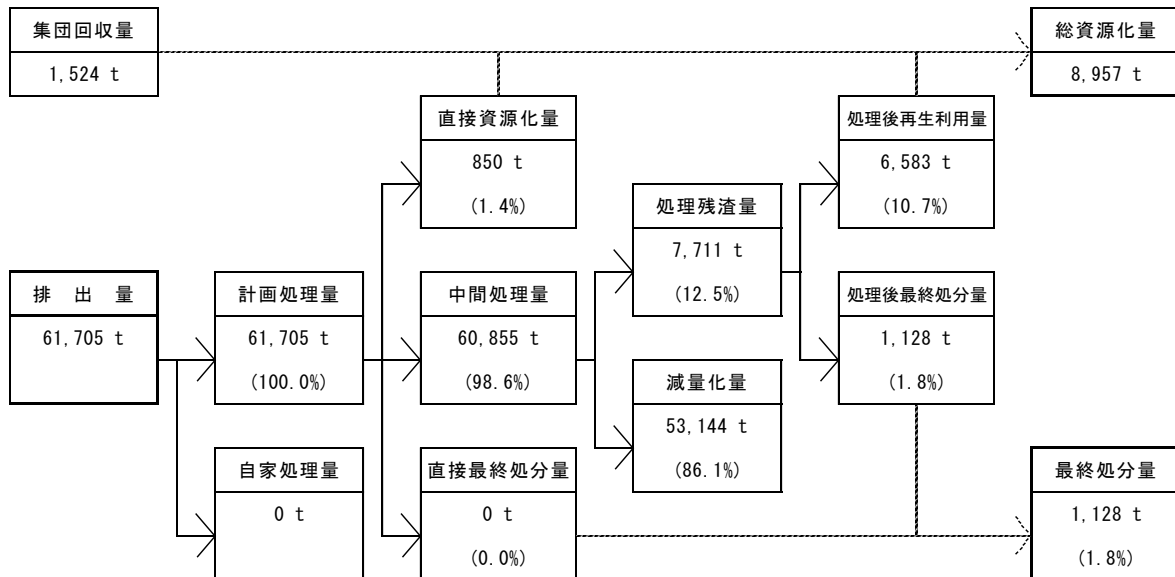 集団回収量
1,524 t
総資源化量
8,957 t
直接資源化量
850 t
(1.4%)
処理後再生利用量
6,583 t
(10.7%)
処理残渣量
7,711 t
(12.5%)
排　出　量
61,705 t
計画処理量
61,705 t
(100.0%)
中間処理量
60,855 t
(98.6%)
処理後最終処分量
1,128 t
(1.8%)
減量化量
53,144 t
(86.1%)
自家処理量
0 t
直接最終処分量
0 t
(0.0%)
最終処分量
1,128 t
(1.8%)